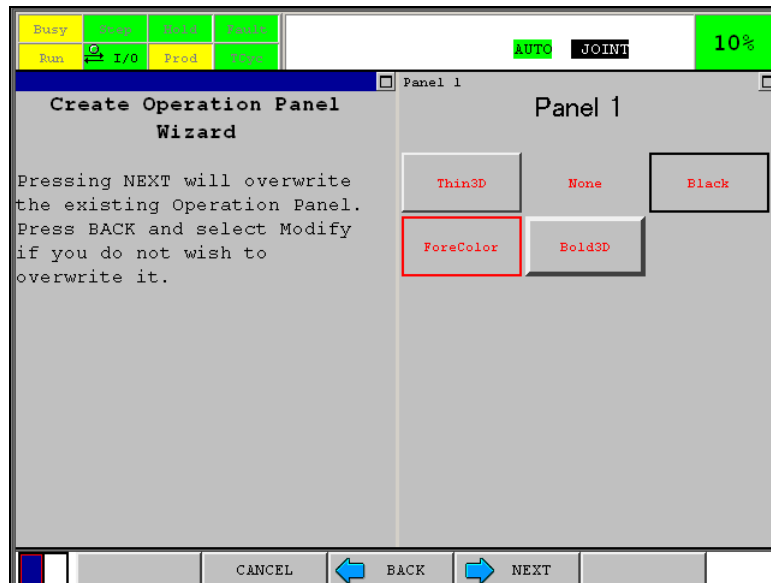 Busy Step Hold Fault
Run I/O Prod TCyc
AUTO JOINT
10%
Create Operation Panel
Wizard
Pressing NEXT will overwrite
the existing Operation Panel.
Press BACK and select Modify
if you do not wish to
overwrite it.
Panel 1
Panel 1
Thin3D None Black
ForeColor Bold3D
CANCEL BACK NEXT